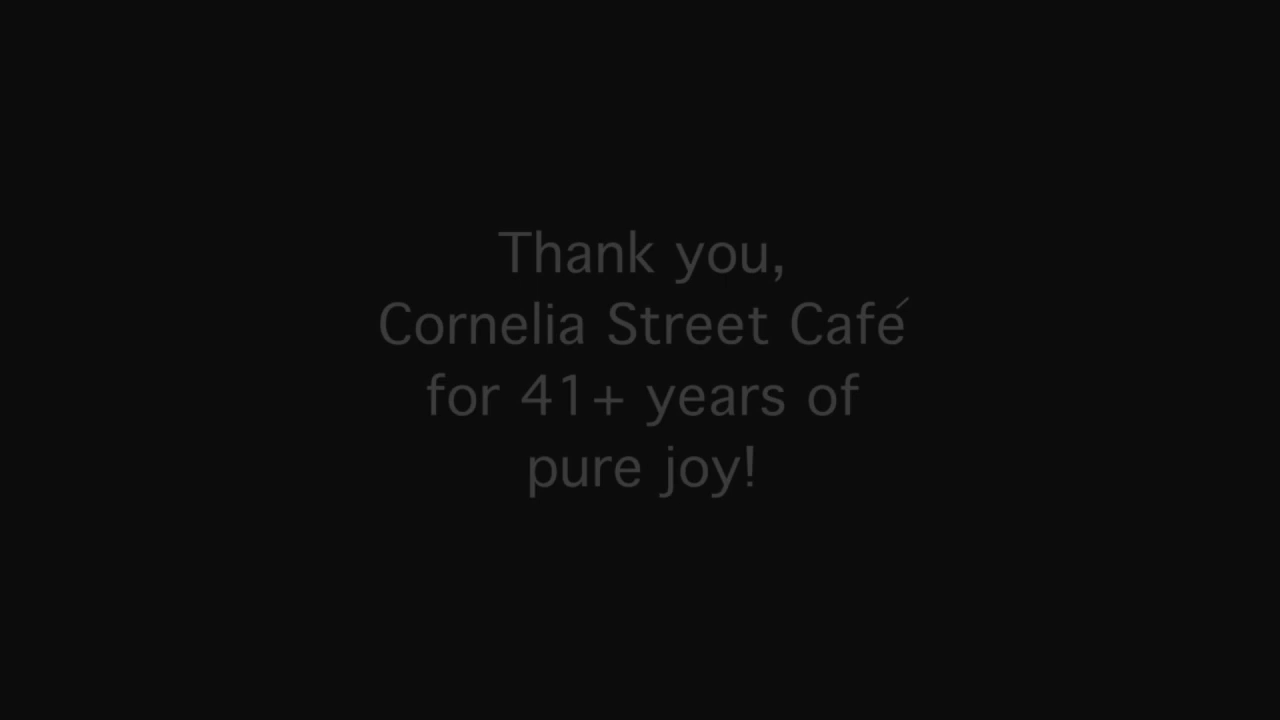 Thank you,
Cornelia Street Café
for 41+ years of
pure joy!